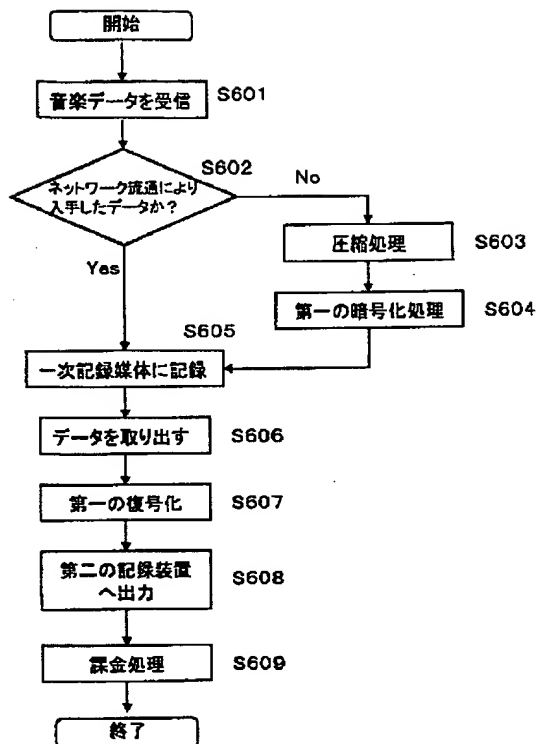 開始
音楽データを受信 S601
S602
ネットワーク流通により
入手したデータか?
No
Yes
圧縮処理 S603
第一の暗号化処理 S604
S605
一次記録媒体に記録
データを取り出す S606
第一の復号化 S607
第二の記録装置
へ出力 S608
課金処理 S609
終了